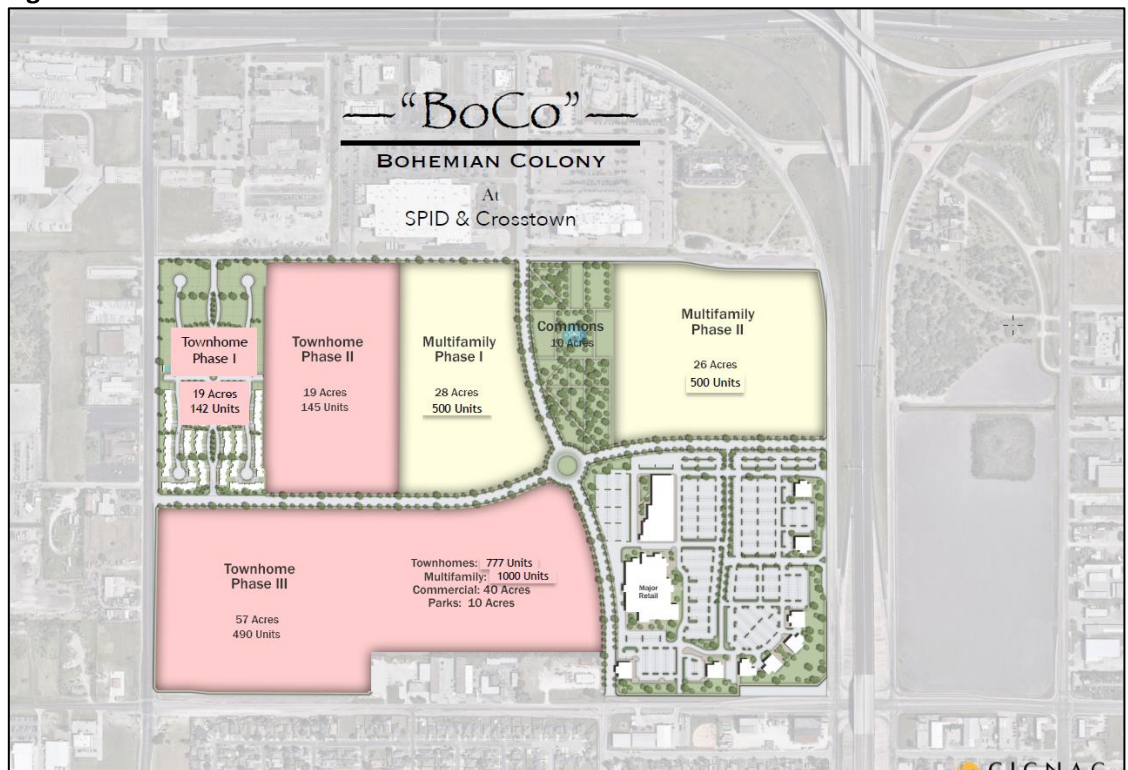 — “BoCo” —
BOHEMIAN COLONY
At
SPID & Crosstown
Townhome
Phase I
19 Acres
142 Units
Townhome
Phase II
19 Acres
145 Units
Multifamily
Phase I
28 Acres
500 Units
Commons
10 Acres
Multifamily
Phase II
26 Acres
500 Units
Townhome
Phase III
57 Acres
490 Units
Townhomes: 777 Units
Multifamily: 1000 Units
Commercial: 40 Acres
Parks: 10 Acres
Major
Retail